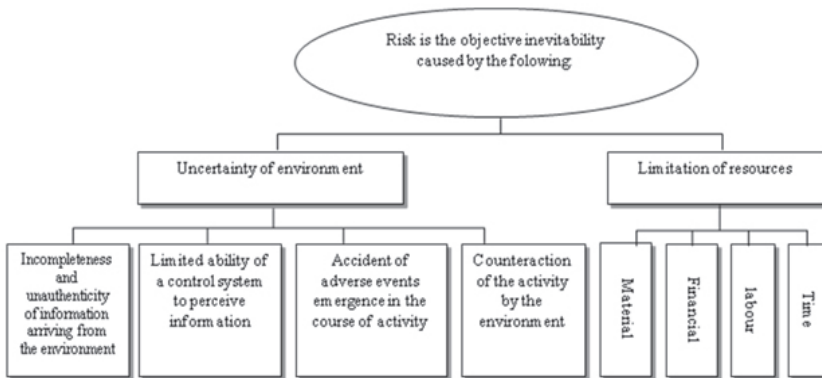 Risk is the objective inevitability
caused by the folowing
Uncertainty of environment
Limitation of resources
Incompleteness
and
unauthenticity
of information
arriving from
the environment
Limited ability of
a control system
to perceive
information
Accident of
adverse events
emergence in the
course of activity
Counteraction
of the activity
by the
environment
Material
Financial
labour
Time